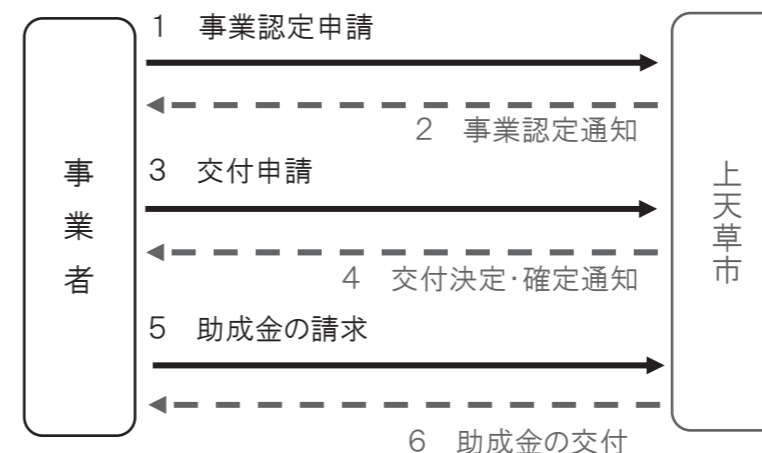 1　事業認定申請
2　事業認定通知
事業者
3　交付申請
上天草市
4　交付決定・確定通知
5　助成金の請求
6　助成金の交付